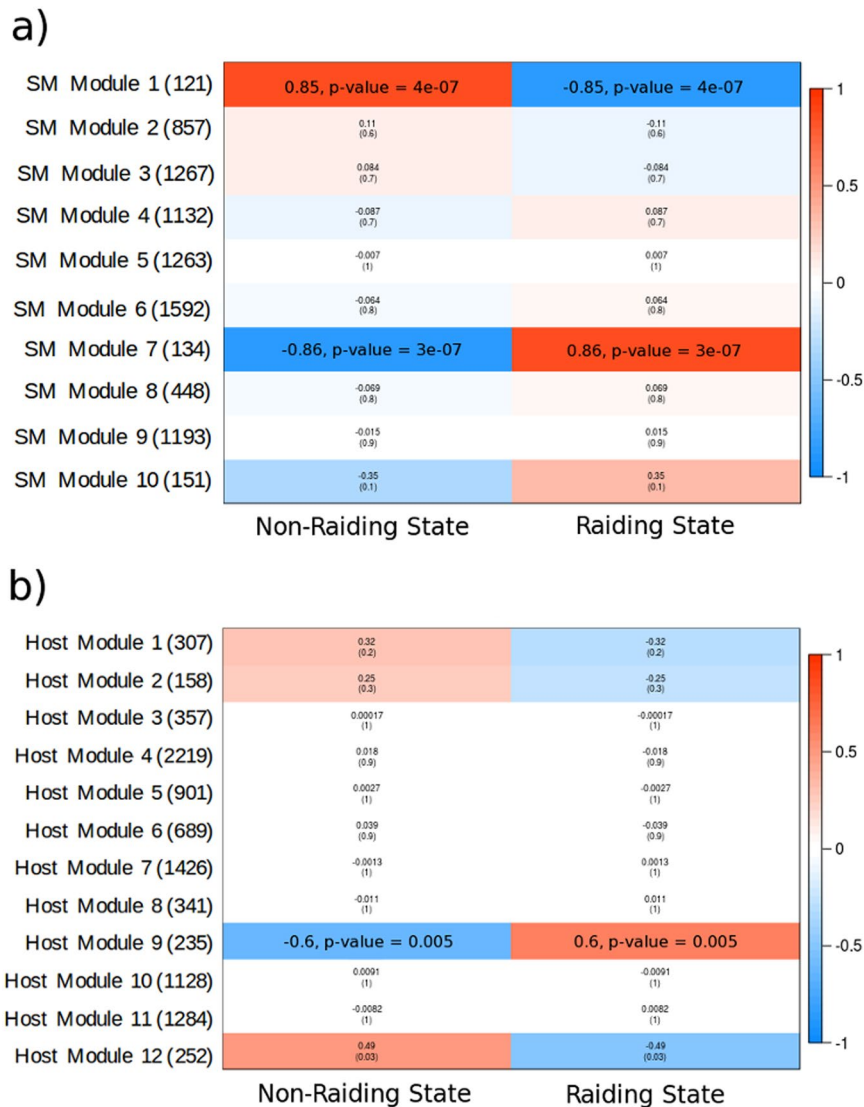 a)
SM Module 1 (121) 0.85, p-value = 4e-07 -0.85, p-value = 4e-07
SM Module 2 (857) 0.11 -0.11
(0.6) (0.6)
SM Module 3 (1267) 0.084 -0.084
(0.7) (0.7)
SM Module 4 (1132) -0.087 0.087
(0.7) (0.7)
SM Module 5 (1263) -0.007 0.007
(1) (1)
SM Module 6 (1592) -0.064 0.064
(0.8) (0.8)
SM Module 7 (134) -0.86, p-value = 3e-07 0.86, p-value = 3e-07
SM Module 8 (448) -0.069 0.069
(0.8) (0.8)
SM Module 9 (1193) -0.015 0.015
(0.9) (0.9)
SM Module 10 (151) -0.35 0.35
(0.1) (0.1)
1
0.5
0
-0.5
-1
Non-Raiding State Raiding State
b)
Host Module 1 (307) 0.32 -0.32
(0.2) (0.2)
Host Module 2 (158) 0.25 -0.25
(0.3) (0.3)
Host Module 3 (357) 0.00017 -0.00017
(1) (1)
Host Module 4 (2219) 0.018 -0.018
(0.9) (0.9)
Host Module 5 (901) 0.0027 -0.0027
(1) (1)
Host Module 6 (689) 0.039 -0.039
(0.9) (0.9)
Host Module 7 (1426) -0.0013 0.0013
(1) (1)
Host Module 8 (341) -0.011 0.011
(1) (1)
Host Module 9 (235) -0.6, p-value = 0.005 0.6, p-value = 0.005
Host Module 10 (1128) 0.0091 -0.0091
(1) (1)
Host Module 11 (1284) -0.0082 0.0082
(1) (1)
Host Module 12 (252) 0.49 -0.49
(0.03) (0.03)
1
0.5
0
-0.5
-1
Non-Raiding State Raiding State